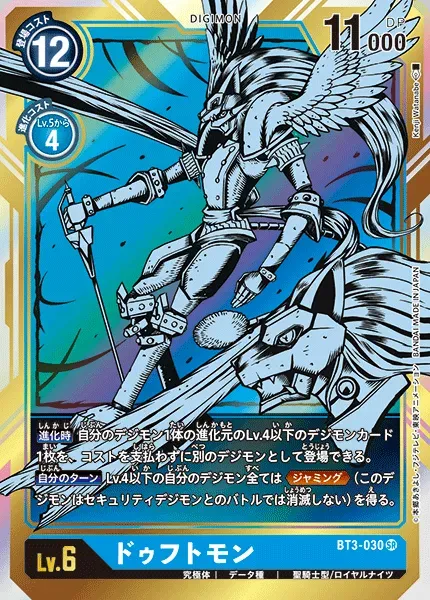 DIGIMON
登場コスト
12
DP
11000
進化コスト
Lv.5から
4
Kenji Watanabe
©本郷あきよし・フジテレビ・東映アニメーション BANDAI MADE IN JAPAN
進化時 自分のデジモン1体の進化元のLv.4以下のデジモンカード
1枚を、コストを支払わずに別のデジモンとして登場できる。
自分のターン Lv.4以下の自分のデジモン全ては ジャミング (このデ
ジモンはセキュリティデジモンとのバトルでは消滅しない) を得る。
Lv.6
ドゥフトモン
BT3-030 SR
究極体 | データ種 | 聖騎士型/ロイヤルナイツ